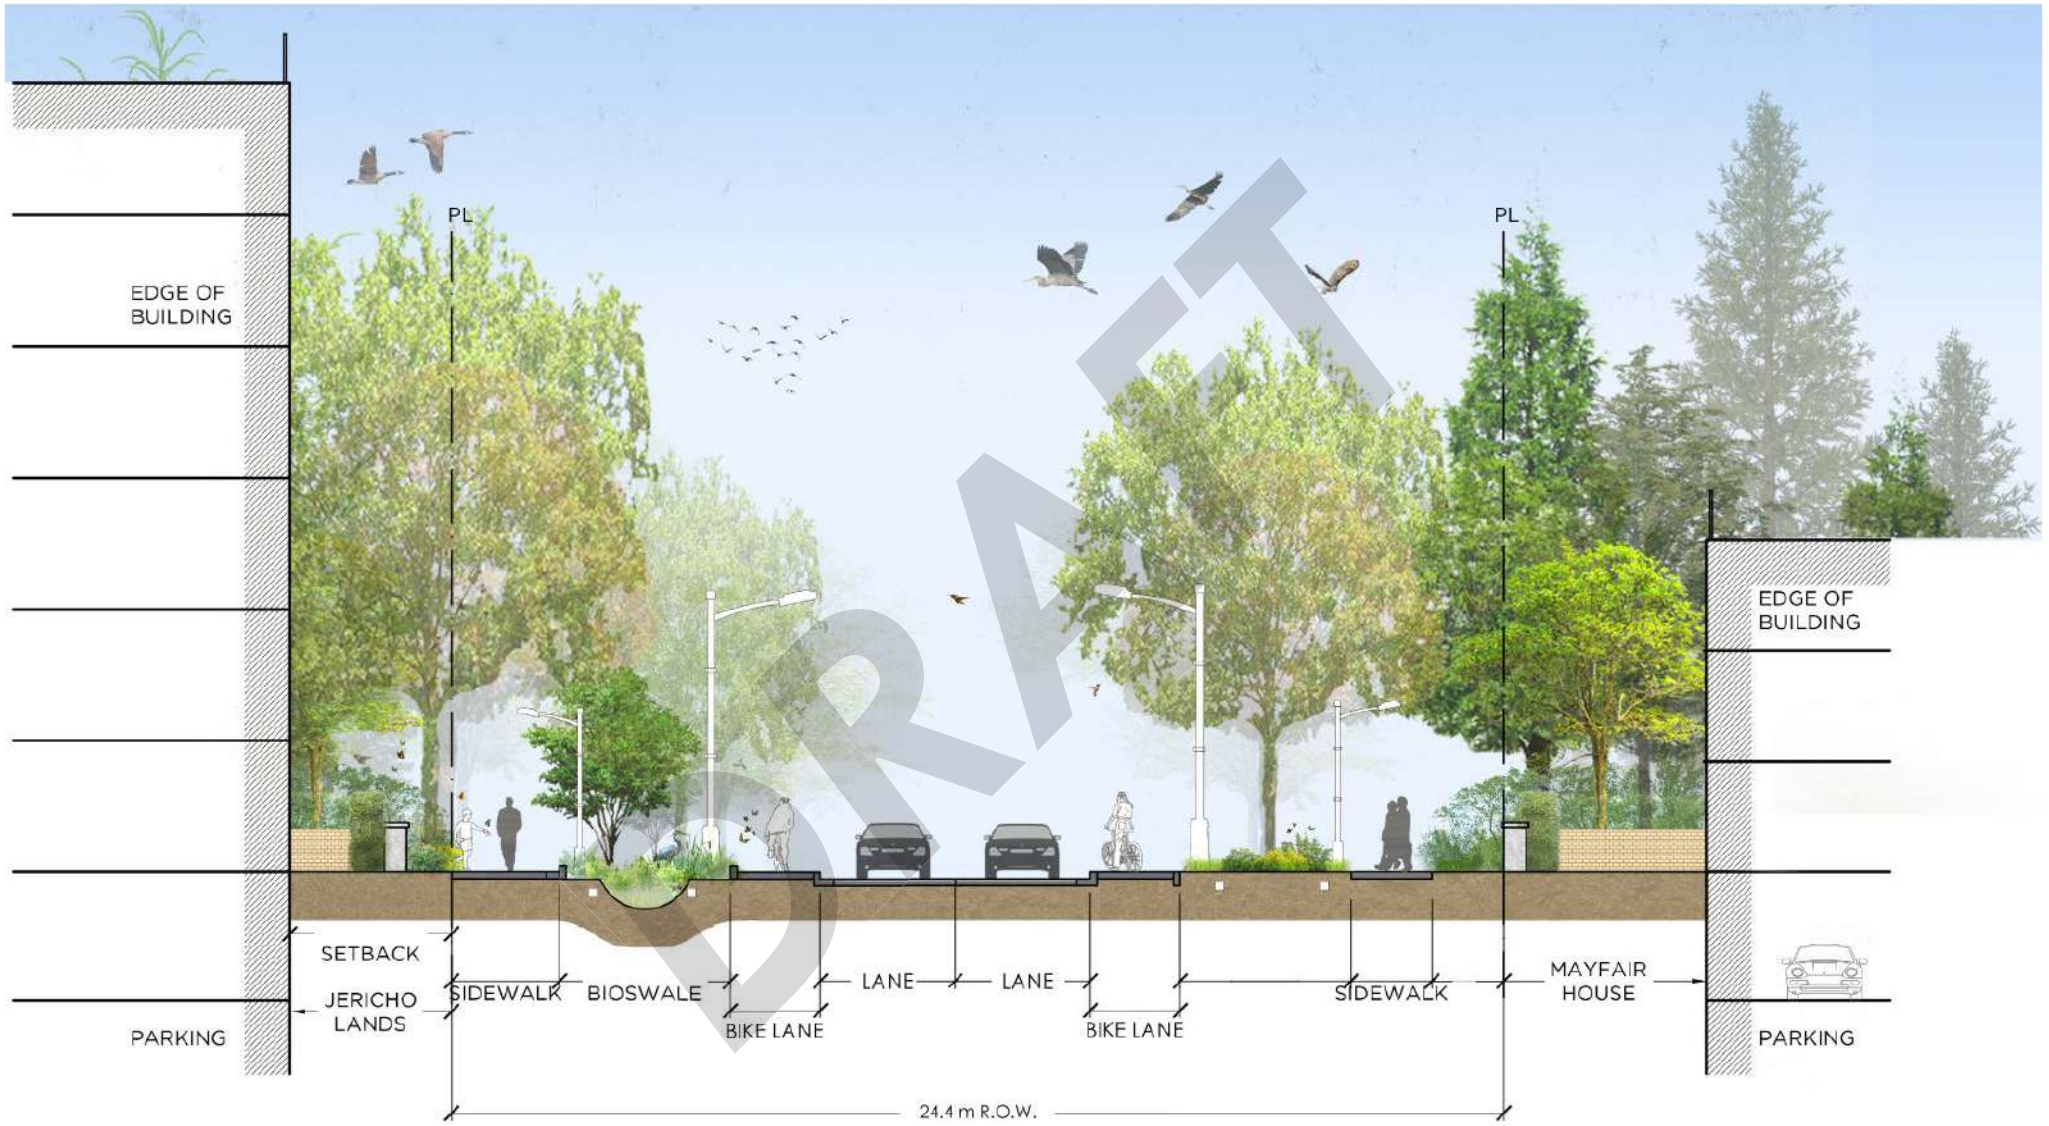 PL
PL
EDGE OF
BUILDING
EDGE OF
BUILDING
DRAFT
SETBACK
JERICHO
LANDS
SIDEWALK
BIOSWALE
BIKE LANE
LANE
LANE
BIKE LANE
SIDEWALK
MAYFAIR
HOUSE
PARKING
PARKING
24.4 m R.O.W.